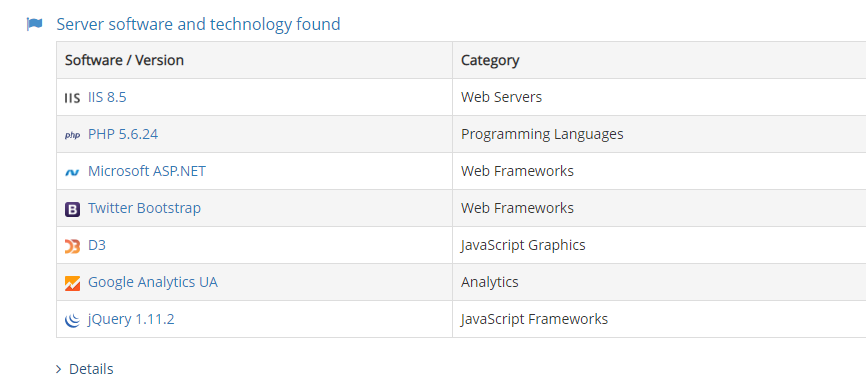 Server software and technology found
Software / Version Category
IIS IIS 8.5 Web Servers
php PHP 5.6.24 Programming Languages
Microsoft ASP.NET Web Frameworks
B Twitter Bootstrap Web Frameworks
D3 D3 JavaScript Graphics
Google Analytics UA Analytics
jQuery 1.11.2 JavaScript Frameworks
> Details